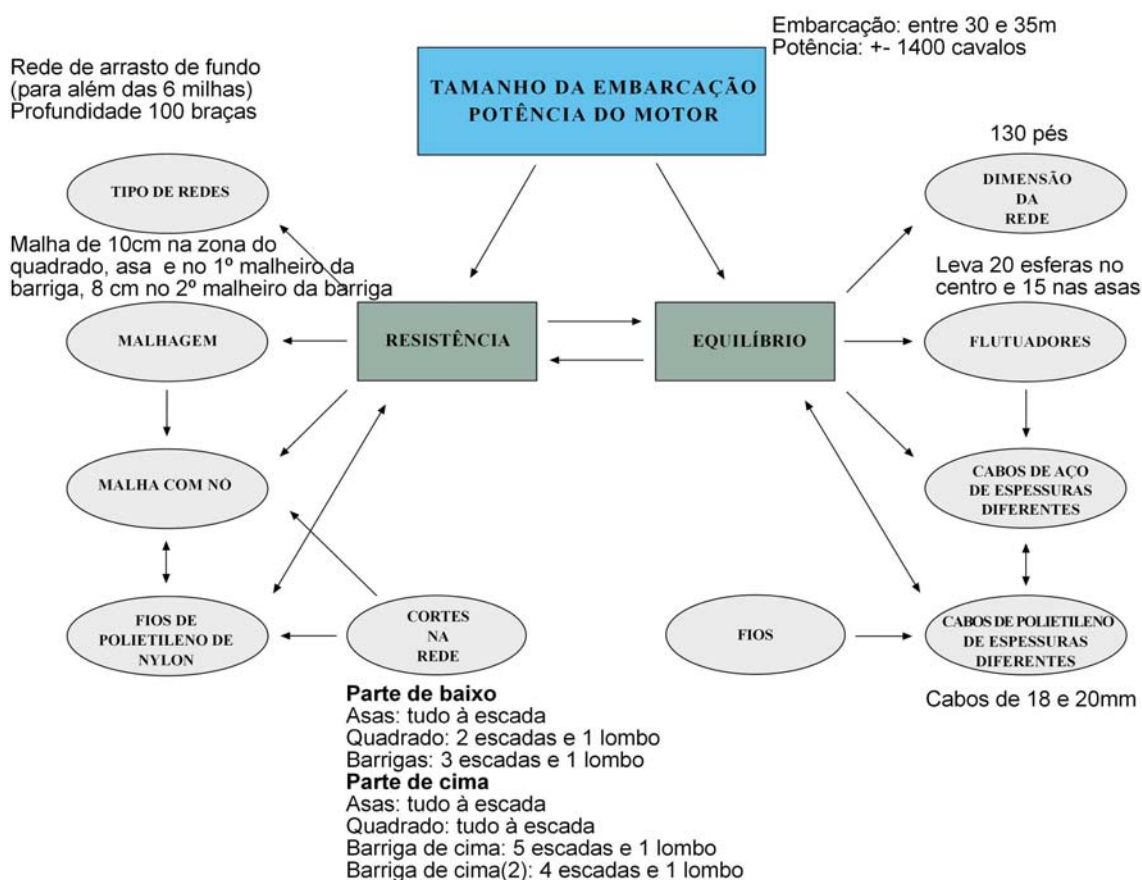 Embarcação: entre 30 e 35m
Potência: +- 1400 cavalos
Rede de arrasto de fundo
(para além das 6 milhas)
Profundidade 100 braças
TAMANHO DA EMBARCAÇÃO
POTÊNCIA DO MOTOR
130 pés
TIPO DE REDES
DIMENSÃO
DA
REDE
Malha de 10cm na zona do
quadrado, asa e no 1º malheiro da
barriga, 8 cm no 2º malheiro da barriga
Leva 20 esferas no
centro e 15 nas asas
MALHAGEM
RESISTÊNCIA
EQUILÍBRIO
FLUTUADORES
MALHA COM NÓ
CABOS DE AÇO
DE ESPESSURAS
DIFERENTES
FIOS DE
POLIETILENO DE
NYLON
CORTES
NA
REDE
FIOS
CABOS DE POLIETILENO
DE ESPESSURAS
DIFERENTES
Cabos de 18 e 20mm
Parte de baixo
Asas: tudo à escada
Quadrado: 2 escadas e 1 lombo
Barrigas: 3 escadas e 1 lombo
Parte de cima
Asas: tudo à escada
Quadrado: tudo à escada
Barriga de cima: 5 escadas e 1 lombo
Barriga de cima(2): 4 escadas e 1 lombo